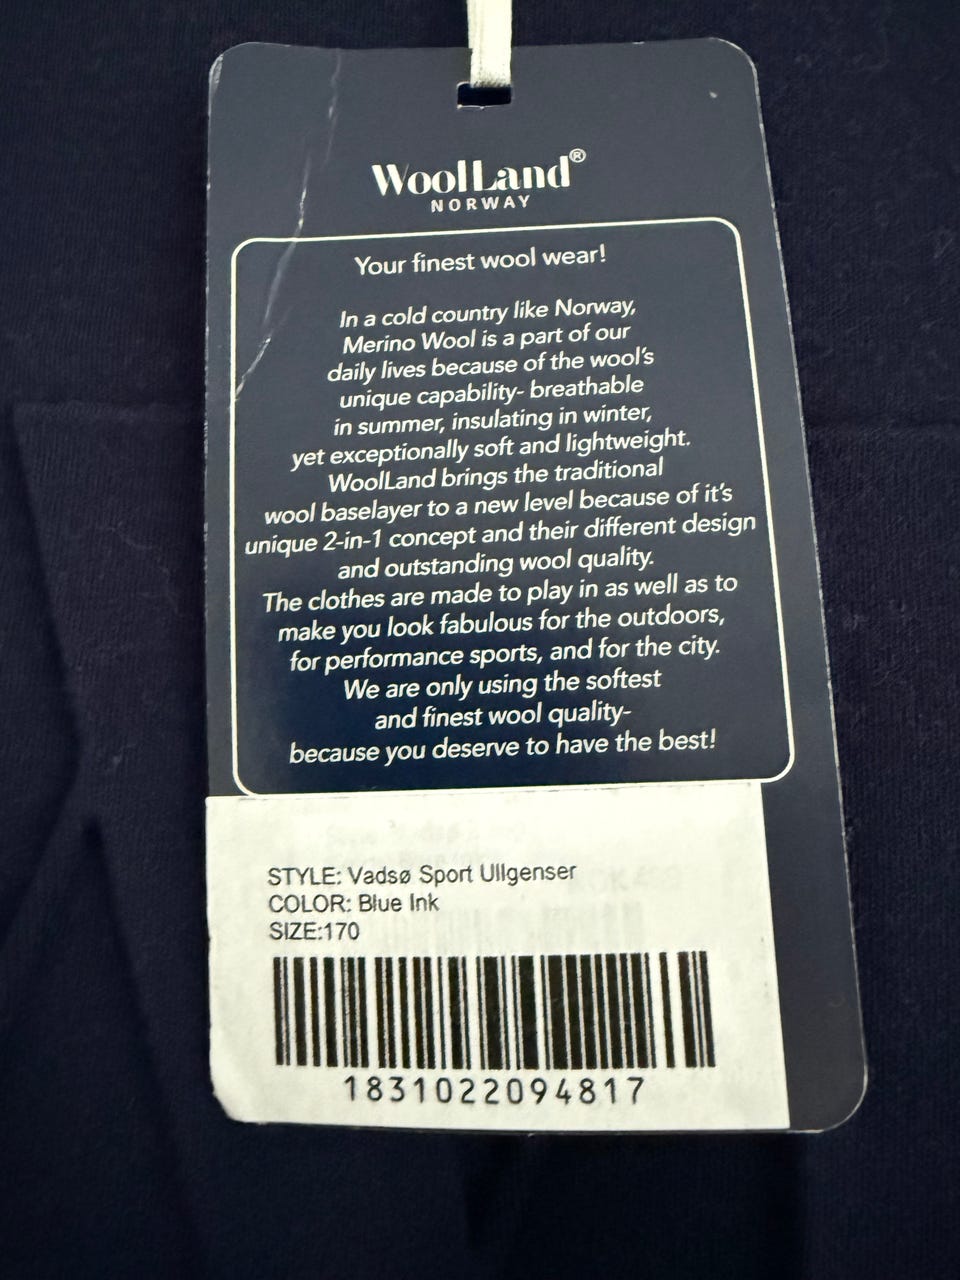 WoolLand®
NORWAY
Your finest wool wear!
In a cold country like Norway,
Merino Wool is a part of our
daily lives because of the wool's
unique capability- breathable
in summer, insulating in winter,
yet exceptionally soft and lightweight.
WoolLand brings the traditional
wool baselayer to a new level because of it's
unique 2-in-1 concept and their different design
and outstanding wool quality.
The clothes are made to play in as well as to
make you look fabulous for the outdoors,
for performance sports, and for the city.
We are only using the softest
and finest wool quality-
because you deserve to have the best!
STYLE: Vadsø Sport Ullgenser
COLOR: Blue Ink
SIZE:170
1831022094817